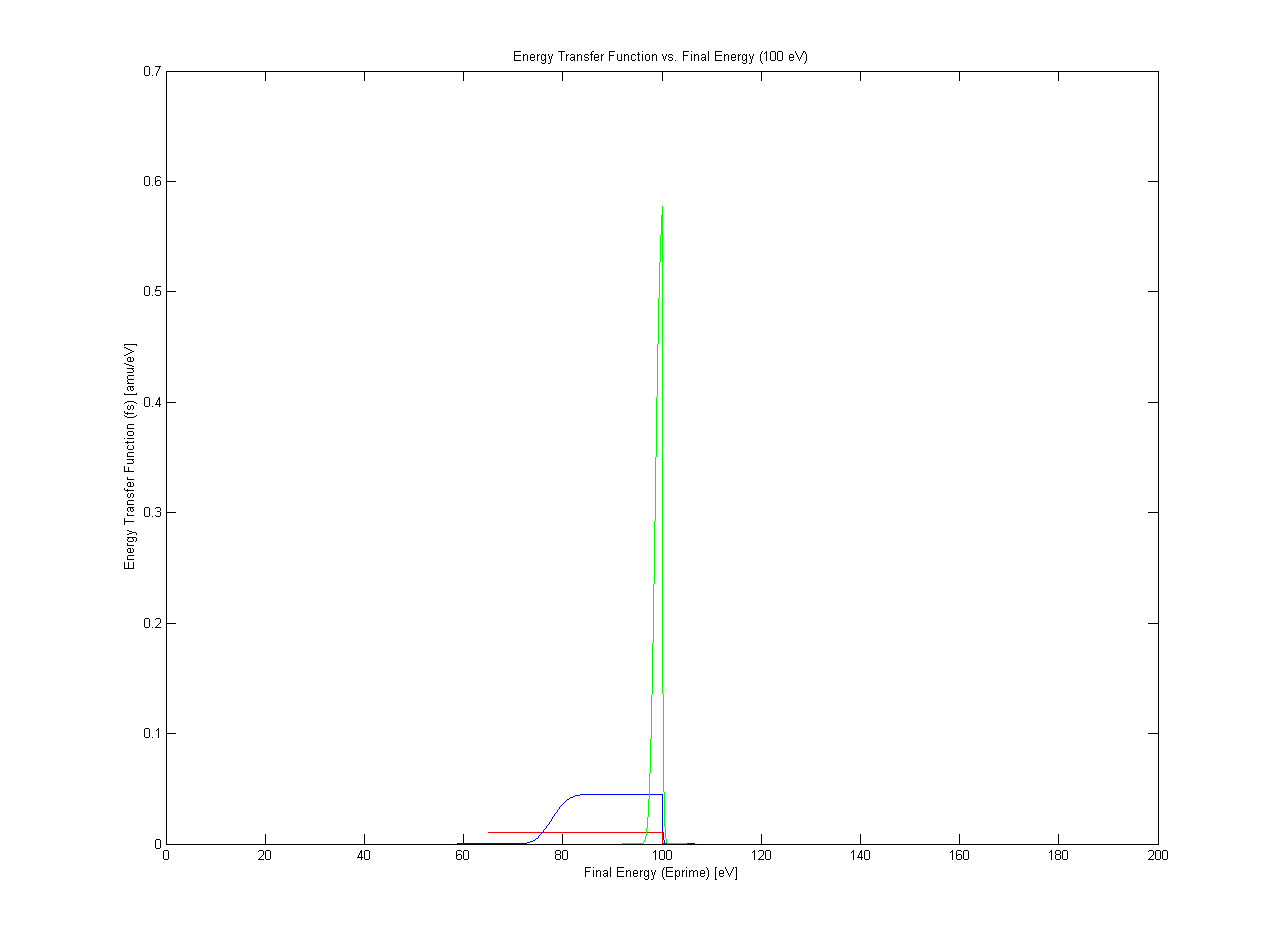 Energy Transfer Function vs. Final Energy (100 eV)
0.7
0.6
0.5
0.4
0.3
0.2
0.1
0
Energy Transfer Function (fs) [amu/eV]
0 20 40 60 80 100 120 140 160 180 200
Final Energy (Eprime) [eV]